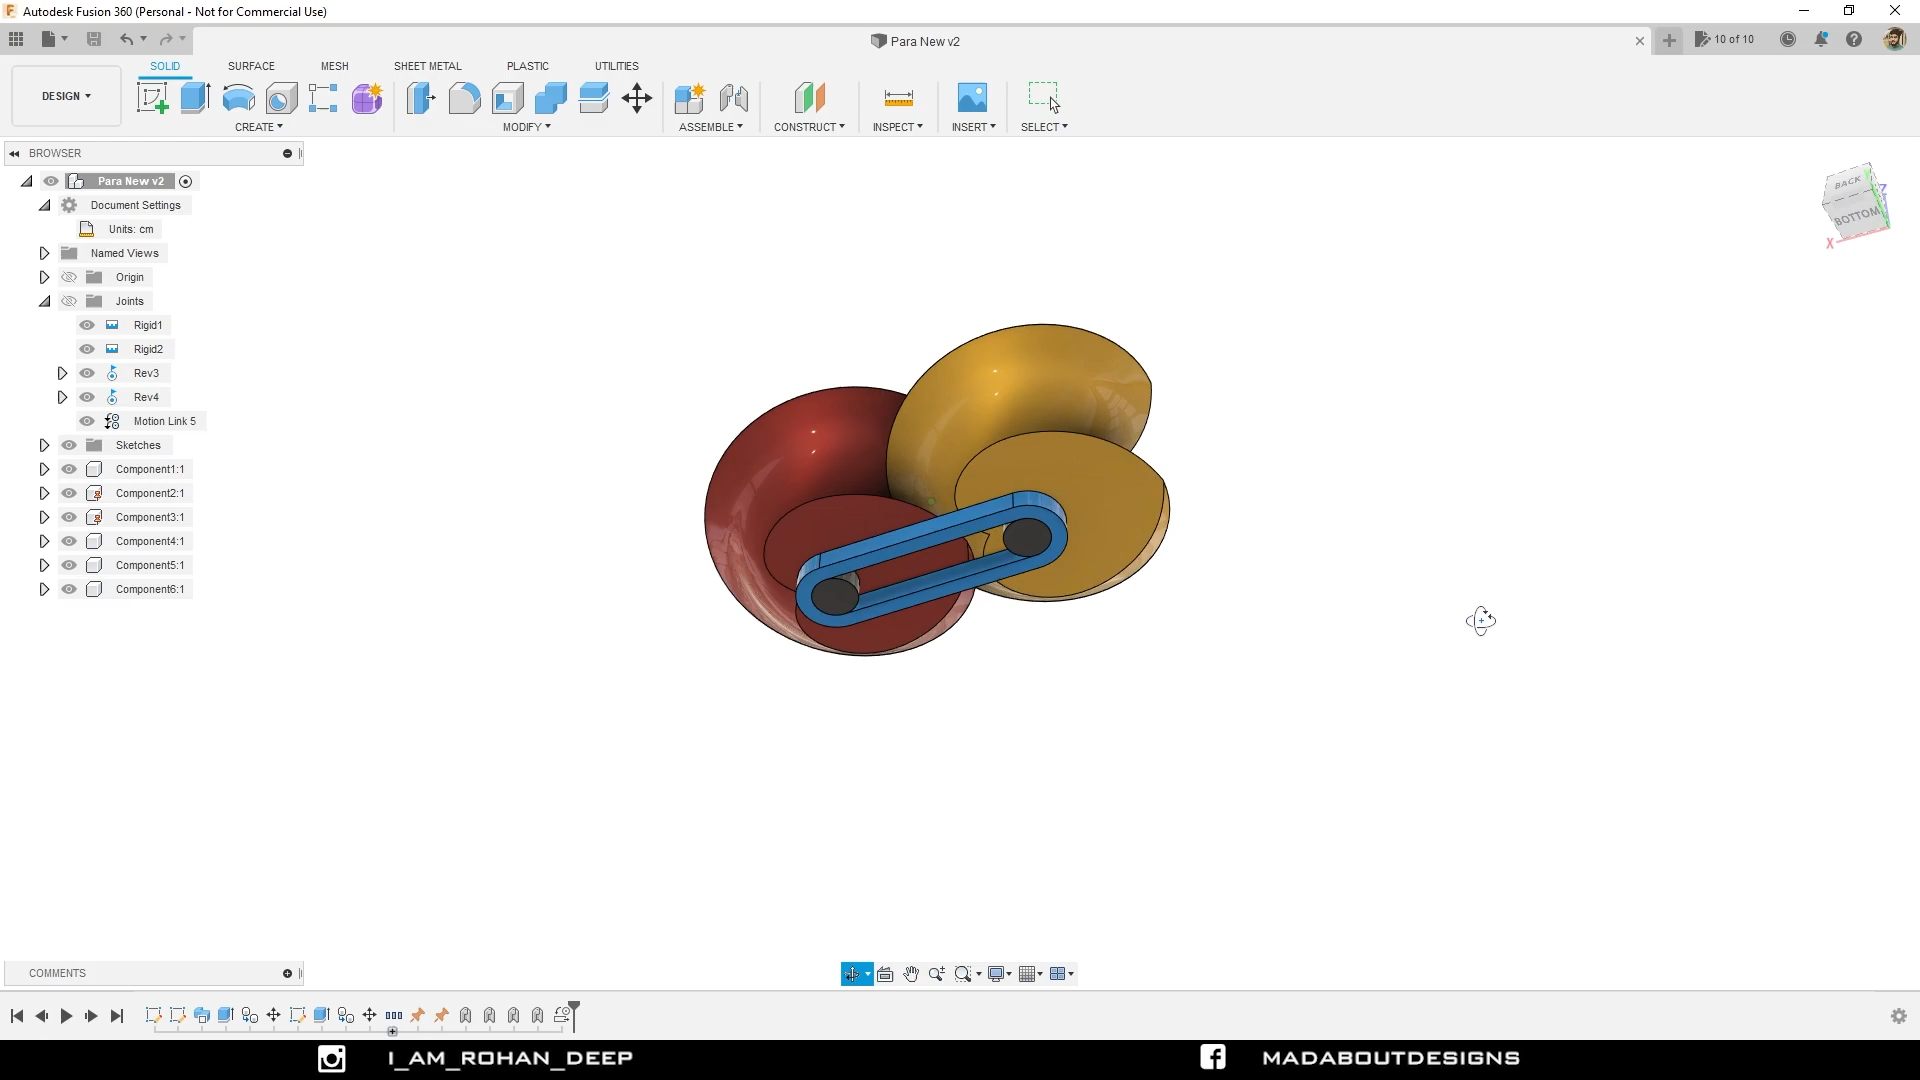 Autodesk Fusion 360 (Personal - Not for Commercial Use)
Para New v2
10 of 10
SOLID
SURFACE
MESH
SHEET METAL
PLASTIC
UTILITIES
DESIGN
CREATE
MODIFY
ASSEMBLE
CONSTRUCT
INSPECT
INSERT
SELECT
BROWSER
Para New v2
Document Settings
Units: cm
Named Views
Origin
Joints
Rigid1
Rigid2
Rev3
Rev4
Motion Link 5
Sketches
Component1:1
Component2:1
Component3:1
Component4:1
Component5:1
Component6:1
BACK
BOTTOM
Z
X
COMMENTS
I_AM_ROHAN_DEEP
MADABOUTDESIGNS